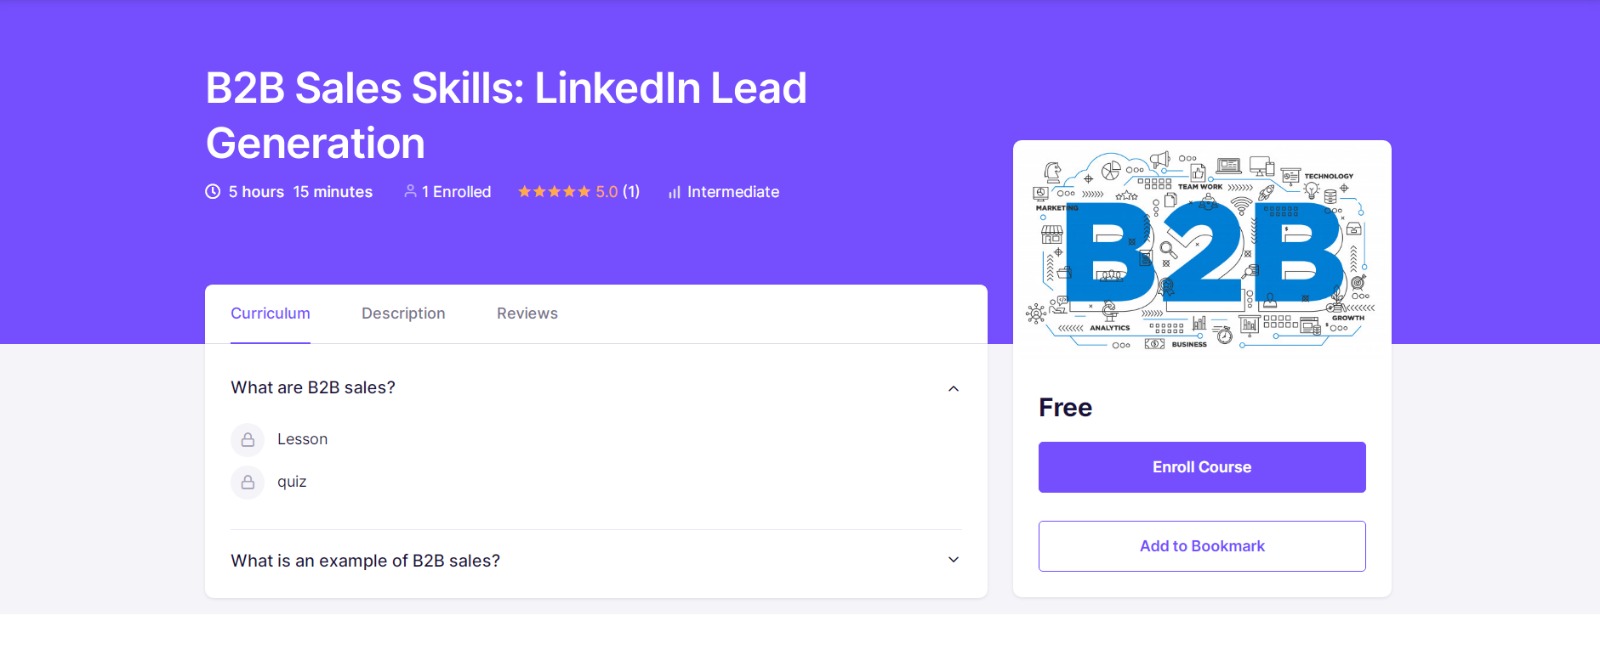 B2B Sales Skills: LinkedIn Lead
Generation
5 hours 15 minutes 1 Enrolled 5.0 (1) Intermediate
Curriculum Description Reviews
What are B2B sales?
Lesson
quiz
What is an example of B2B sales?
TEAM WORK
TECHNOLOGY
MARKETING
B2B
GROWTH
ANALYTICS
BUSINESS
Free
Enroll Course
Add to Bookmark